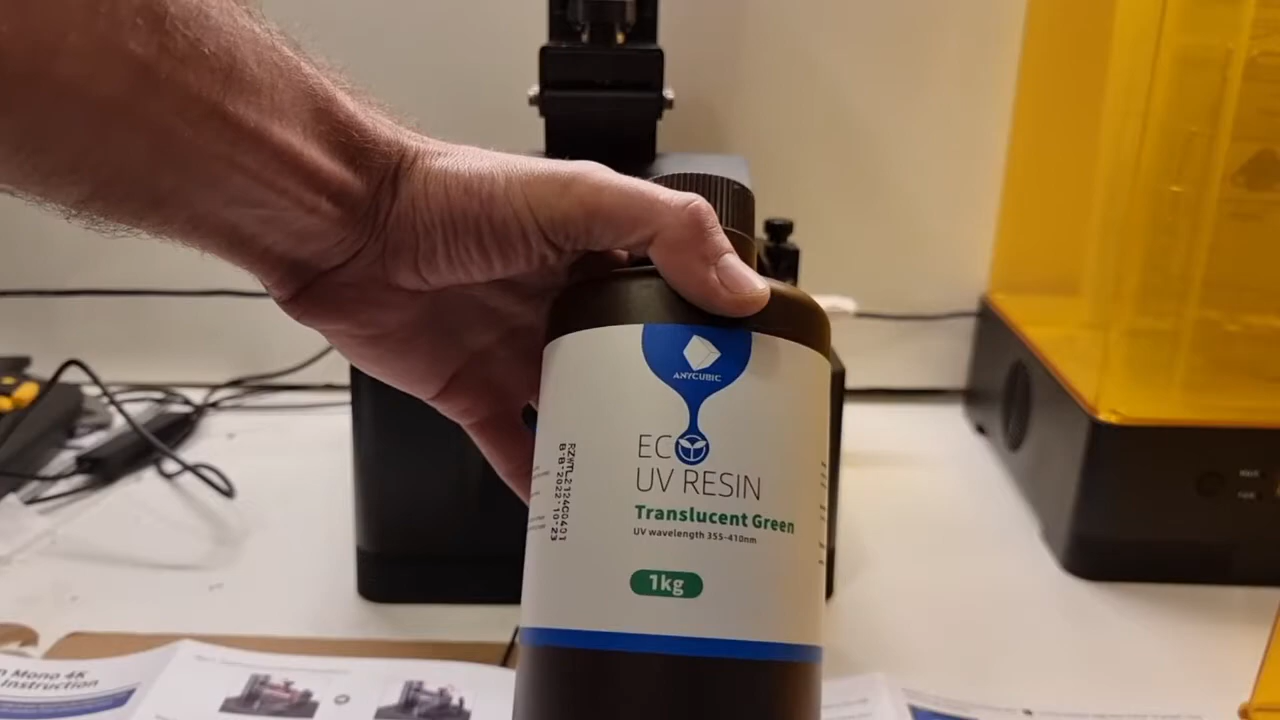 ANYCUBIC
ECO
UV RESIN
Translucent Green
UV wavelength 355-410nm
1kg
B·B·2022·10·23
Mono 4K
Instruction